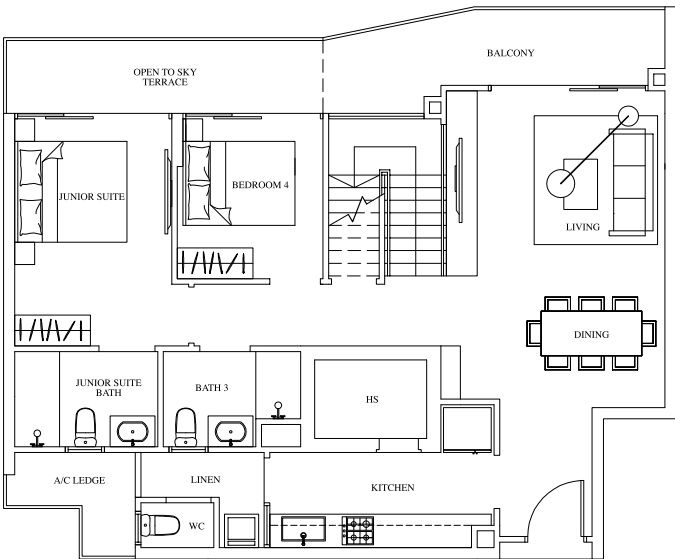 BALCONY
OPEN TO SKY
TERRACE
JUNIOR SUITE
BEDROOM 4
LIVING
DINING
JUNIOR SUITE
BATH
BATH 3
HS
A/C LEDGE
LINEN
KITCHEN
WC